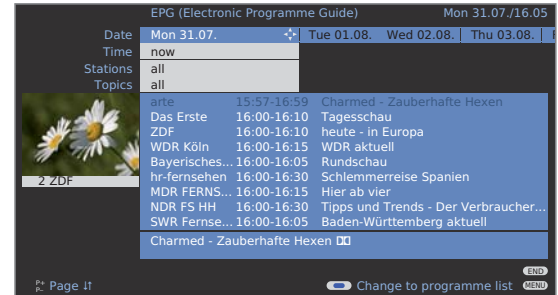 EPG (Electronic Programme Guide) Mon 31.07./16.05
Date Mon 31.07. Tue 01.08. Wed 02.08. Thu 03.08.
Time now
Stations all
Topics all
arte 15:57-16:59 Charmed - Zauberhafte Hexen
Das Erste 16:00-16:10 Tagesschau
ZDF 16:00-16:10 heute - in Europa
WDR Köln 16:00-16:15 WDR aktuell
Bayerisches... 16:00-16:05 Rundschau
hr-fernsehen 16:00-16:30 Schlemmerreise Spanien
MDR FERNS... 16:00-16:15 Hier ab vier
NDR FS HH 16:00-16:30 Tipps und Trends - Der Verbraucher...
SWR Fernse... 16:00-16:05 Baden-Württemberg aktuell
2 ZDF
Charmed - Zauberhafte Hexen
END
P+ P- Page Change to programme list MENU